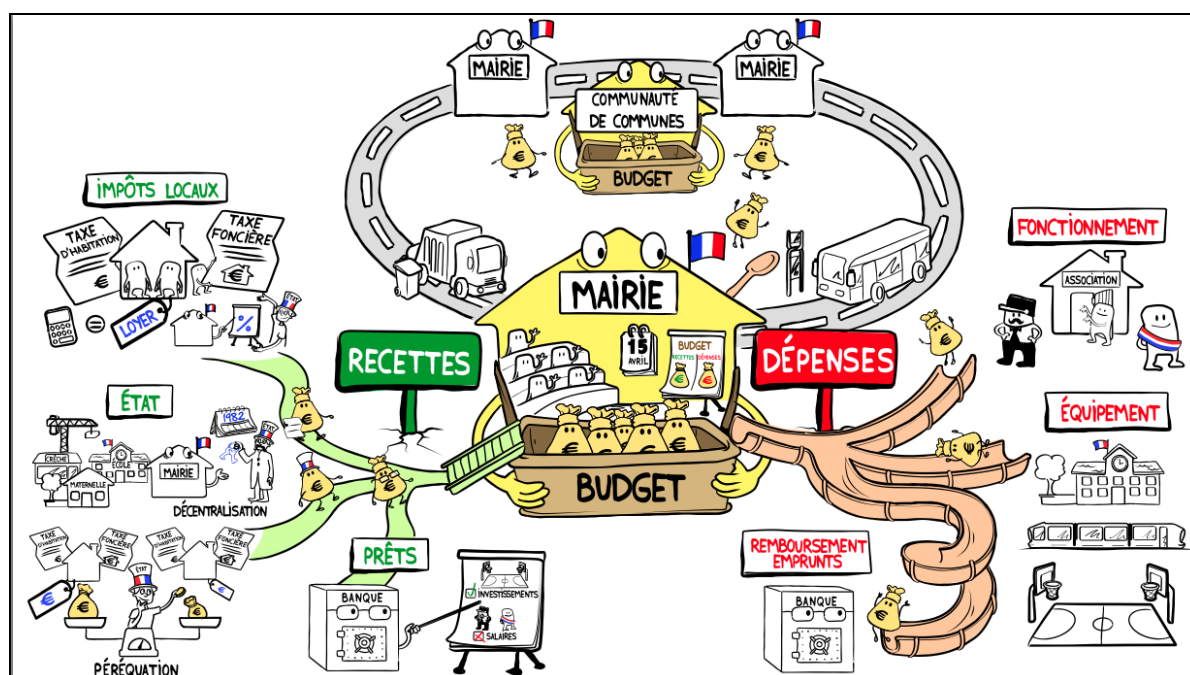 MAIRIE
MAIRIE
COMMUNAUTÉ
DE COMMUNES
€
€
BUDGET
IMPÔTS LOCAUX
TAXE
D'HABITATION
€
TAXE
FONCIÈRE
€
=
LOYER
%
ÉTAT
MAIRIE
15
AVRIL
BUDGET
RECETTES
DÉPENSES
€
€
€
RECETTES
DÉPENSES
FONCTIONNEMENT
ASSOCIATION
€
ÉTAT
CRÈCHE
ÉCOLE
MATERNELLE
MAIRIE
1982
ÉTAT
DÉCENTRALISATION
€
€
€
BUDGET
ÉQUIPEMENT
€
TAXE
D'HABITATION
TAXE
FONCIÈRE
TAXE
D'HABITATION
TAXE
FONCIÈRE
€
€
ÉTAT
€
€
PÉRÉQUATION
PRÊTS
BANQUE
INVESTISSEMENTS
SALAIRES
REMBOURSEMENT
EMPRUNTS
BANQUE
€